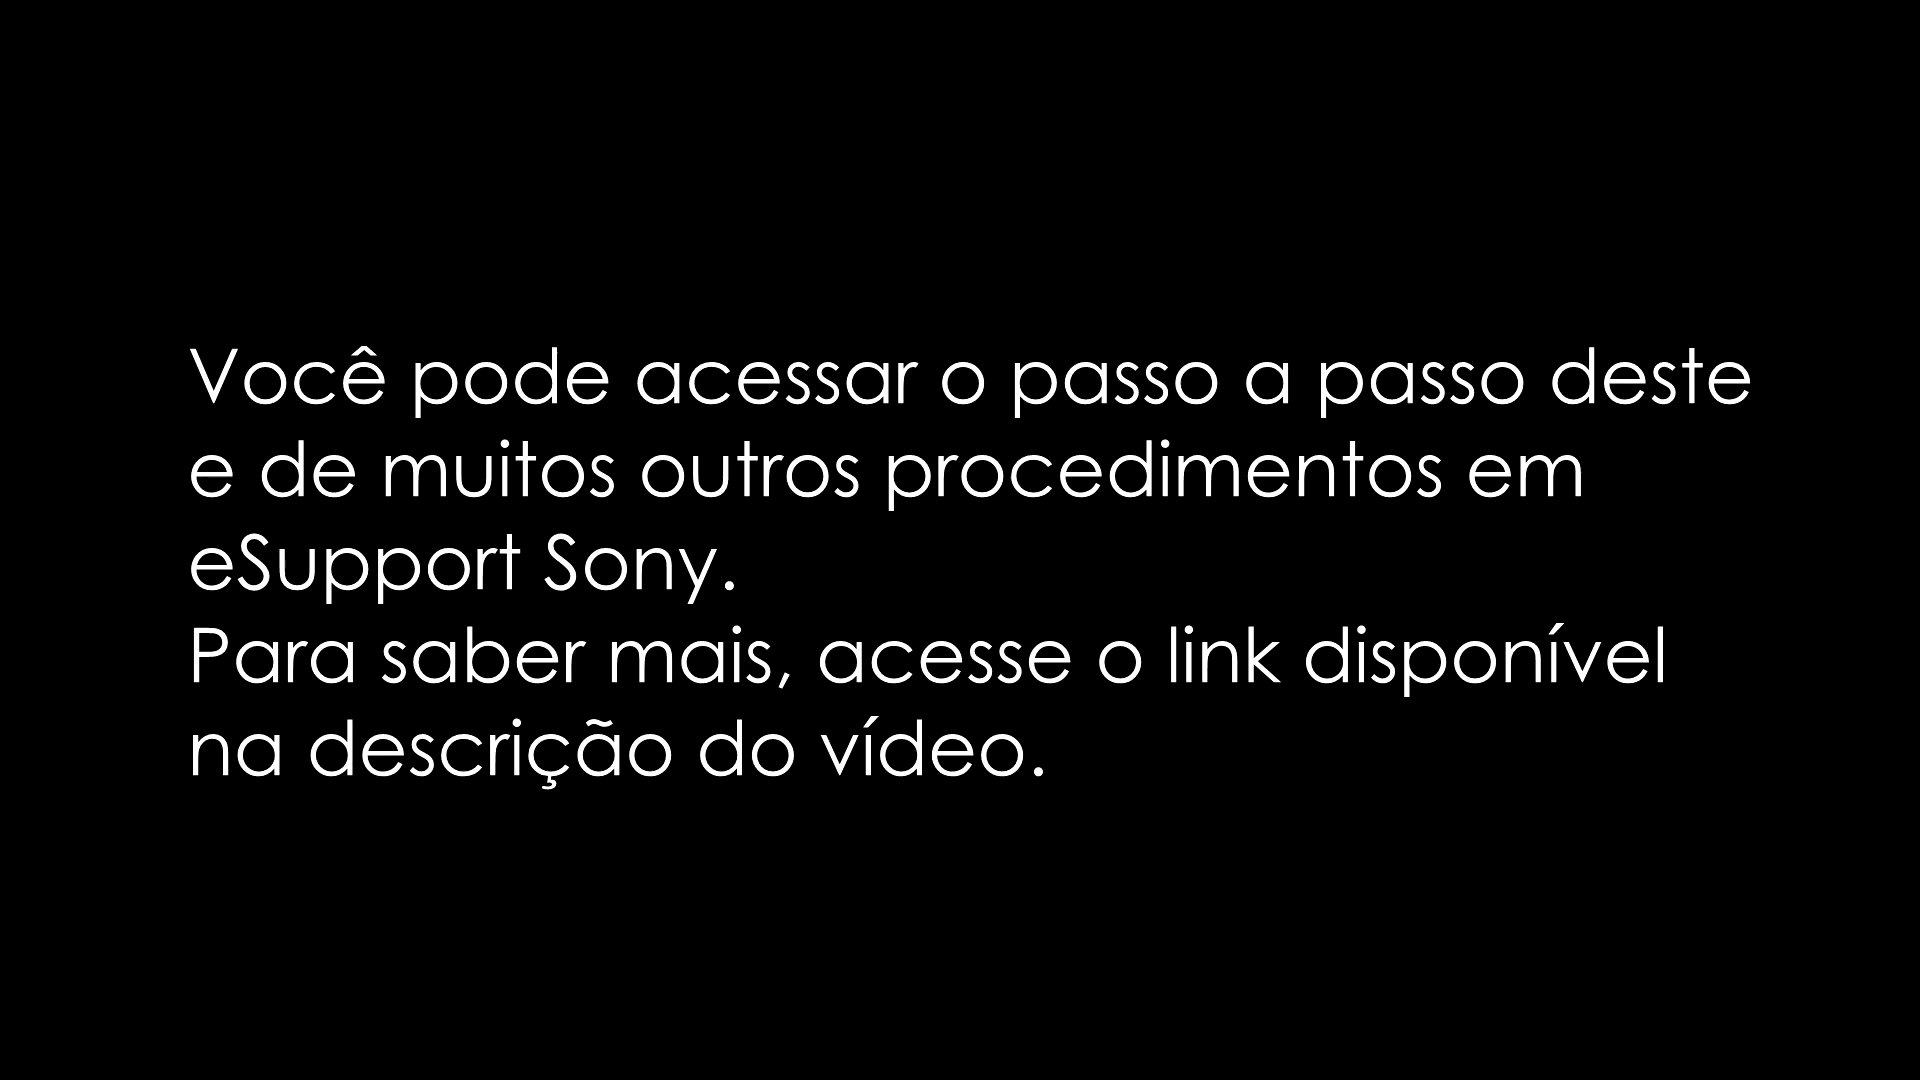 Você pode acessar o passo a passo deste
e de muitos outros procedimentos em
eSupport Sony.
Para saber mais, acesse o link disponível
na descrição do vídeo.